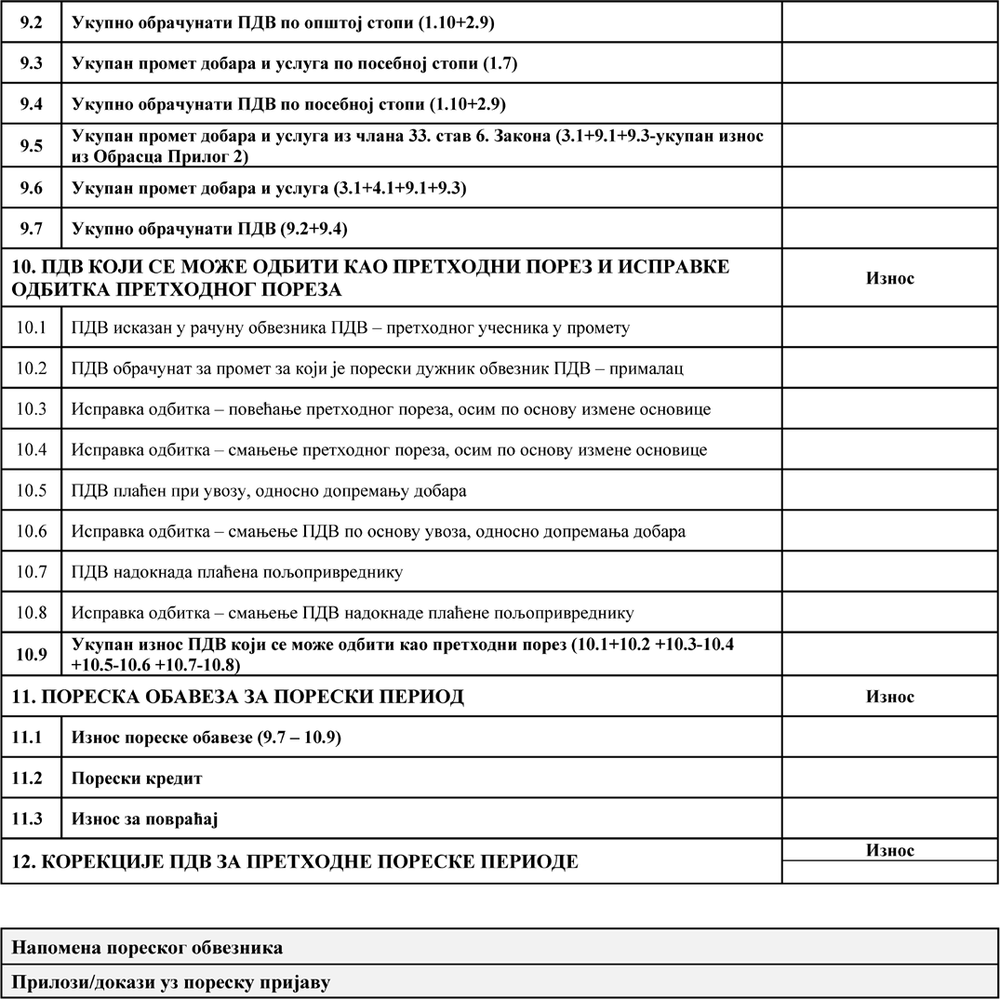 9.2 Укупно обрачунати ПДВ по општој стопи (1.10+2.9)
9.3 Укупан промет добара и услуга по посебној стопи (1.7)
9.4 Укупно обрачунати ПДВ по посебној стопи (1.10+2.9)
9.5 Укупан промет добара и услуга из члана 33. став 6. Закона (3.1+9.1+9.3-укупан износ
из Обрасца Прилог 2)
9.6 Укупан промет добара и услуга (3.1+4.1+9.1+9.3)
9.7 Укупно обрачунати ПДВ (9.2+9.4)
10. ПДВ КОЈИ СЕ МОЖЕ ОДБИТИ КАО ПРЕТХОДНИ ПОРЕЗ И ИСПРАВКЕ
ОДБИТКА ПРЕТХОДНОГ ПОРЕЗА
Износ
10.1 ПДВ исказан у рачуну обвезника ПДВ – претходног учесника у промету
10.2 ПДВ обрачунат за промет за који је порески дужник обвезник ПДВ – прималац
10.3 Исправка одбитка – повећање претходног пореза, осим по основу измене основице
10.4 Исправка одбитка – смањење претходног пореза, осим по основу измене основице
10.5 ПДВ плаћен при увозу, односно допремању добара
10.6 Исправка одбитка – смањење ПДВ по основу увоза, односно допремања добара
10.7 ПДВ надокнада плаћена пољопривреднику
10.8 Исправка одбитка – смањење ПДВ надокнаде плаћене пољопривреднику
10.9 Укупан износ ПДВ који се може одбити као претходни порез (10.1+10.2 +10.3-10.4
+10.5-10.6 +10.7-10.8)
11. ПОРЕСКА ОБАВЕЗА ЗА ПОРЕСКИ ПЕРИОД Износ
11.1 Износ пореске обавезе (9.7 – 10.9)
11.2 Порески кредит
11.3 Износ за повраћај
12. КОРЕКЦИЈЕ ПДВ ЗА ПРЕТХОДНЕ ПОРЕСКЕ ПЕРИОДЕ Износ
Напомена пореског обвезника
Прилози/докази уз пореску пријаву